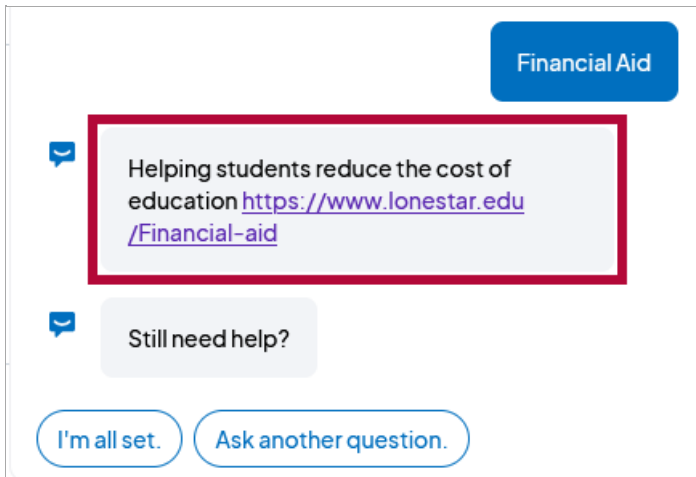 Financial Aid
Helping students reduce the cost of
education https://www.lonestar.edu
/Financial-aid
Still need help?
I'm all set.
Ask another question.